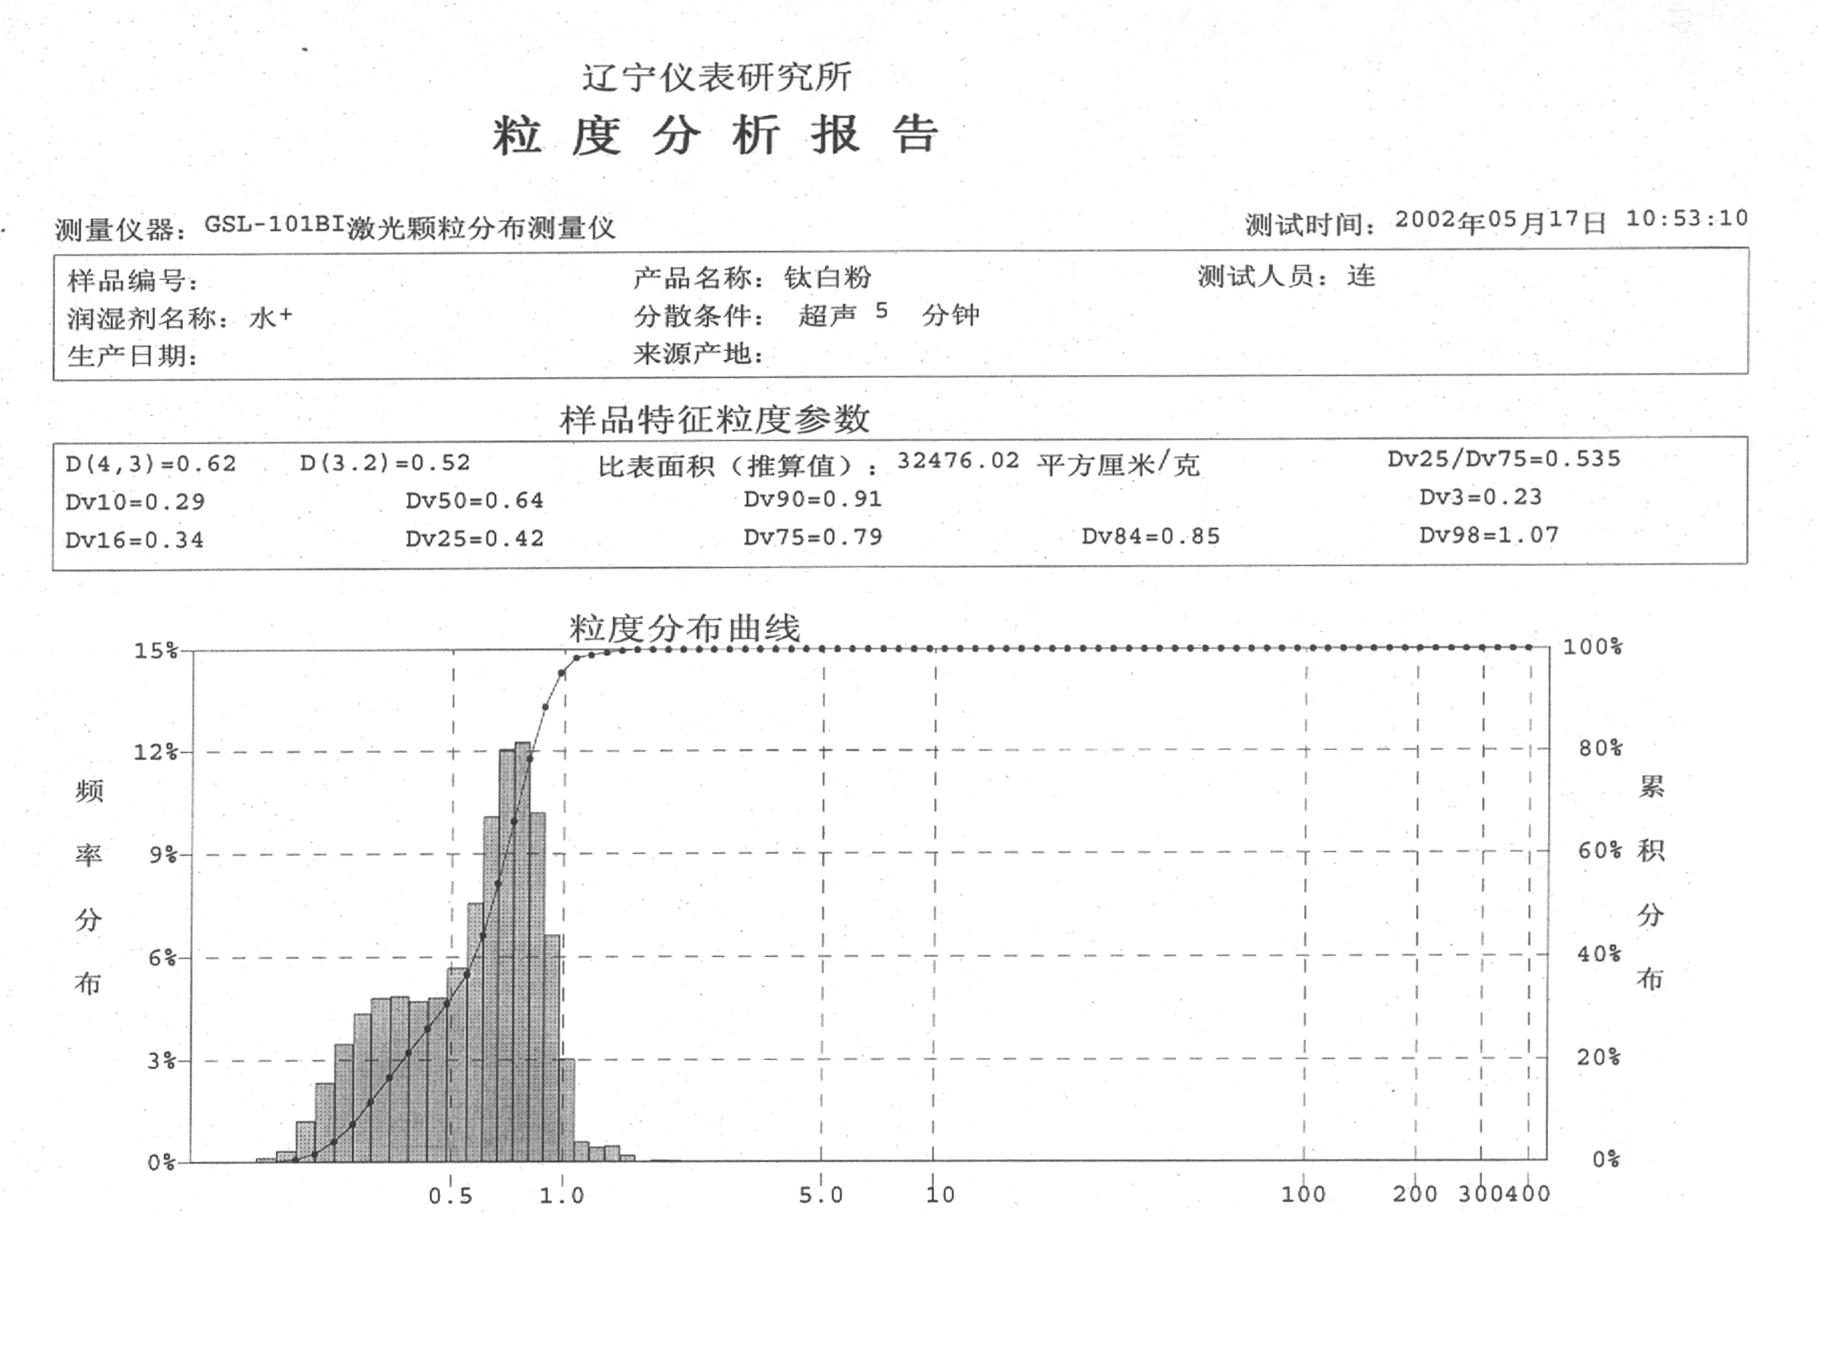 辽宁仪表研究所
粒度分析报告
测量仪器：GSL-101BI激光颗粒分布测量仪 测试时间：2002年05月17日 10:53:10
样品编号： 产品名称：钛白粉 测试人员：连
润湿剂名称：水+ 分散条件： 超声 5 分钟
生产日期： 来源产地：
样品特征粒度参数
D(4,3)=0.62 D(3.2)=0.52 比表面积（推算值）：32476.02 平方厘米/克 Dv25/Dv75=0.535
Dv10=0.29 Dv50=0.64 Dv90=0.91 Dv3=0.23
Dv16=0.34 Dv25=0.42 Dv75=0.79 Dv84=0.85 Dv98=1.07
粒度分布曲线
15% 100%
12% 80%
9% 60%
6% 40%
3% 20%
0% 0%
频率分布
累积分布
0.5 1.0 5.0 10 100 200 300400